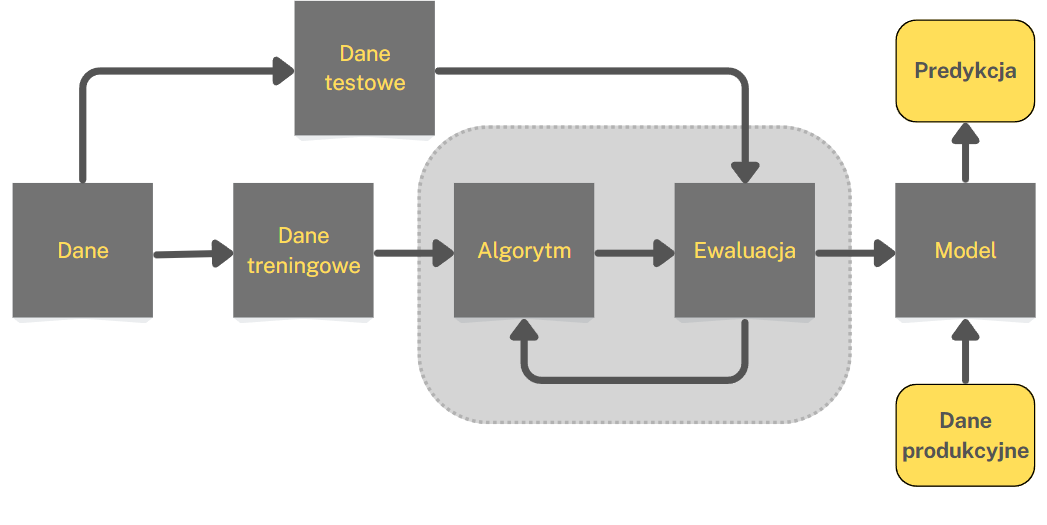 Dane
testowe
Predykcja
Dane
Dane
treningowe
Algorytm
Ewaluacja
Model
Dane
produkcyjne